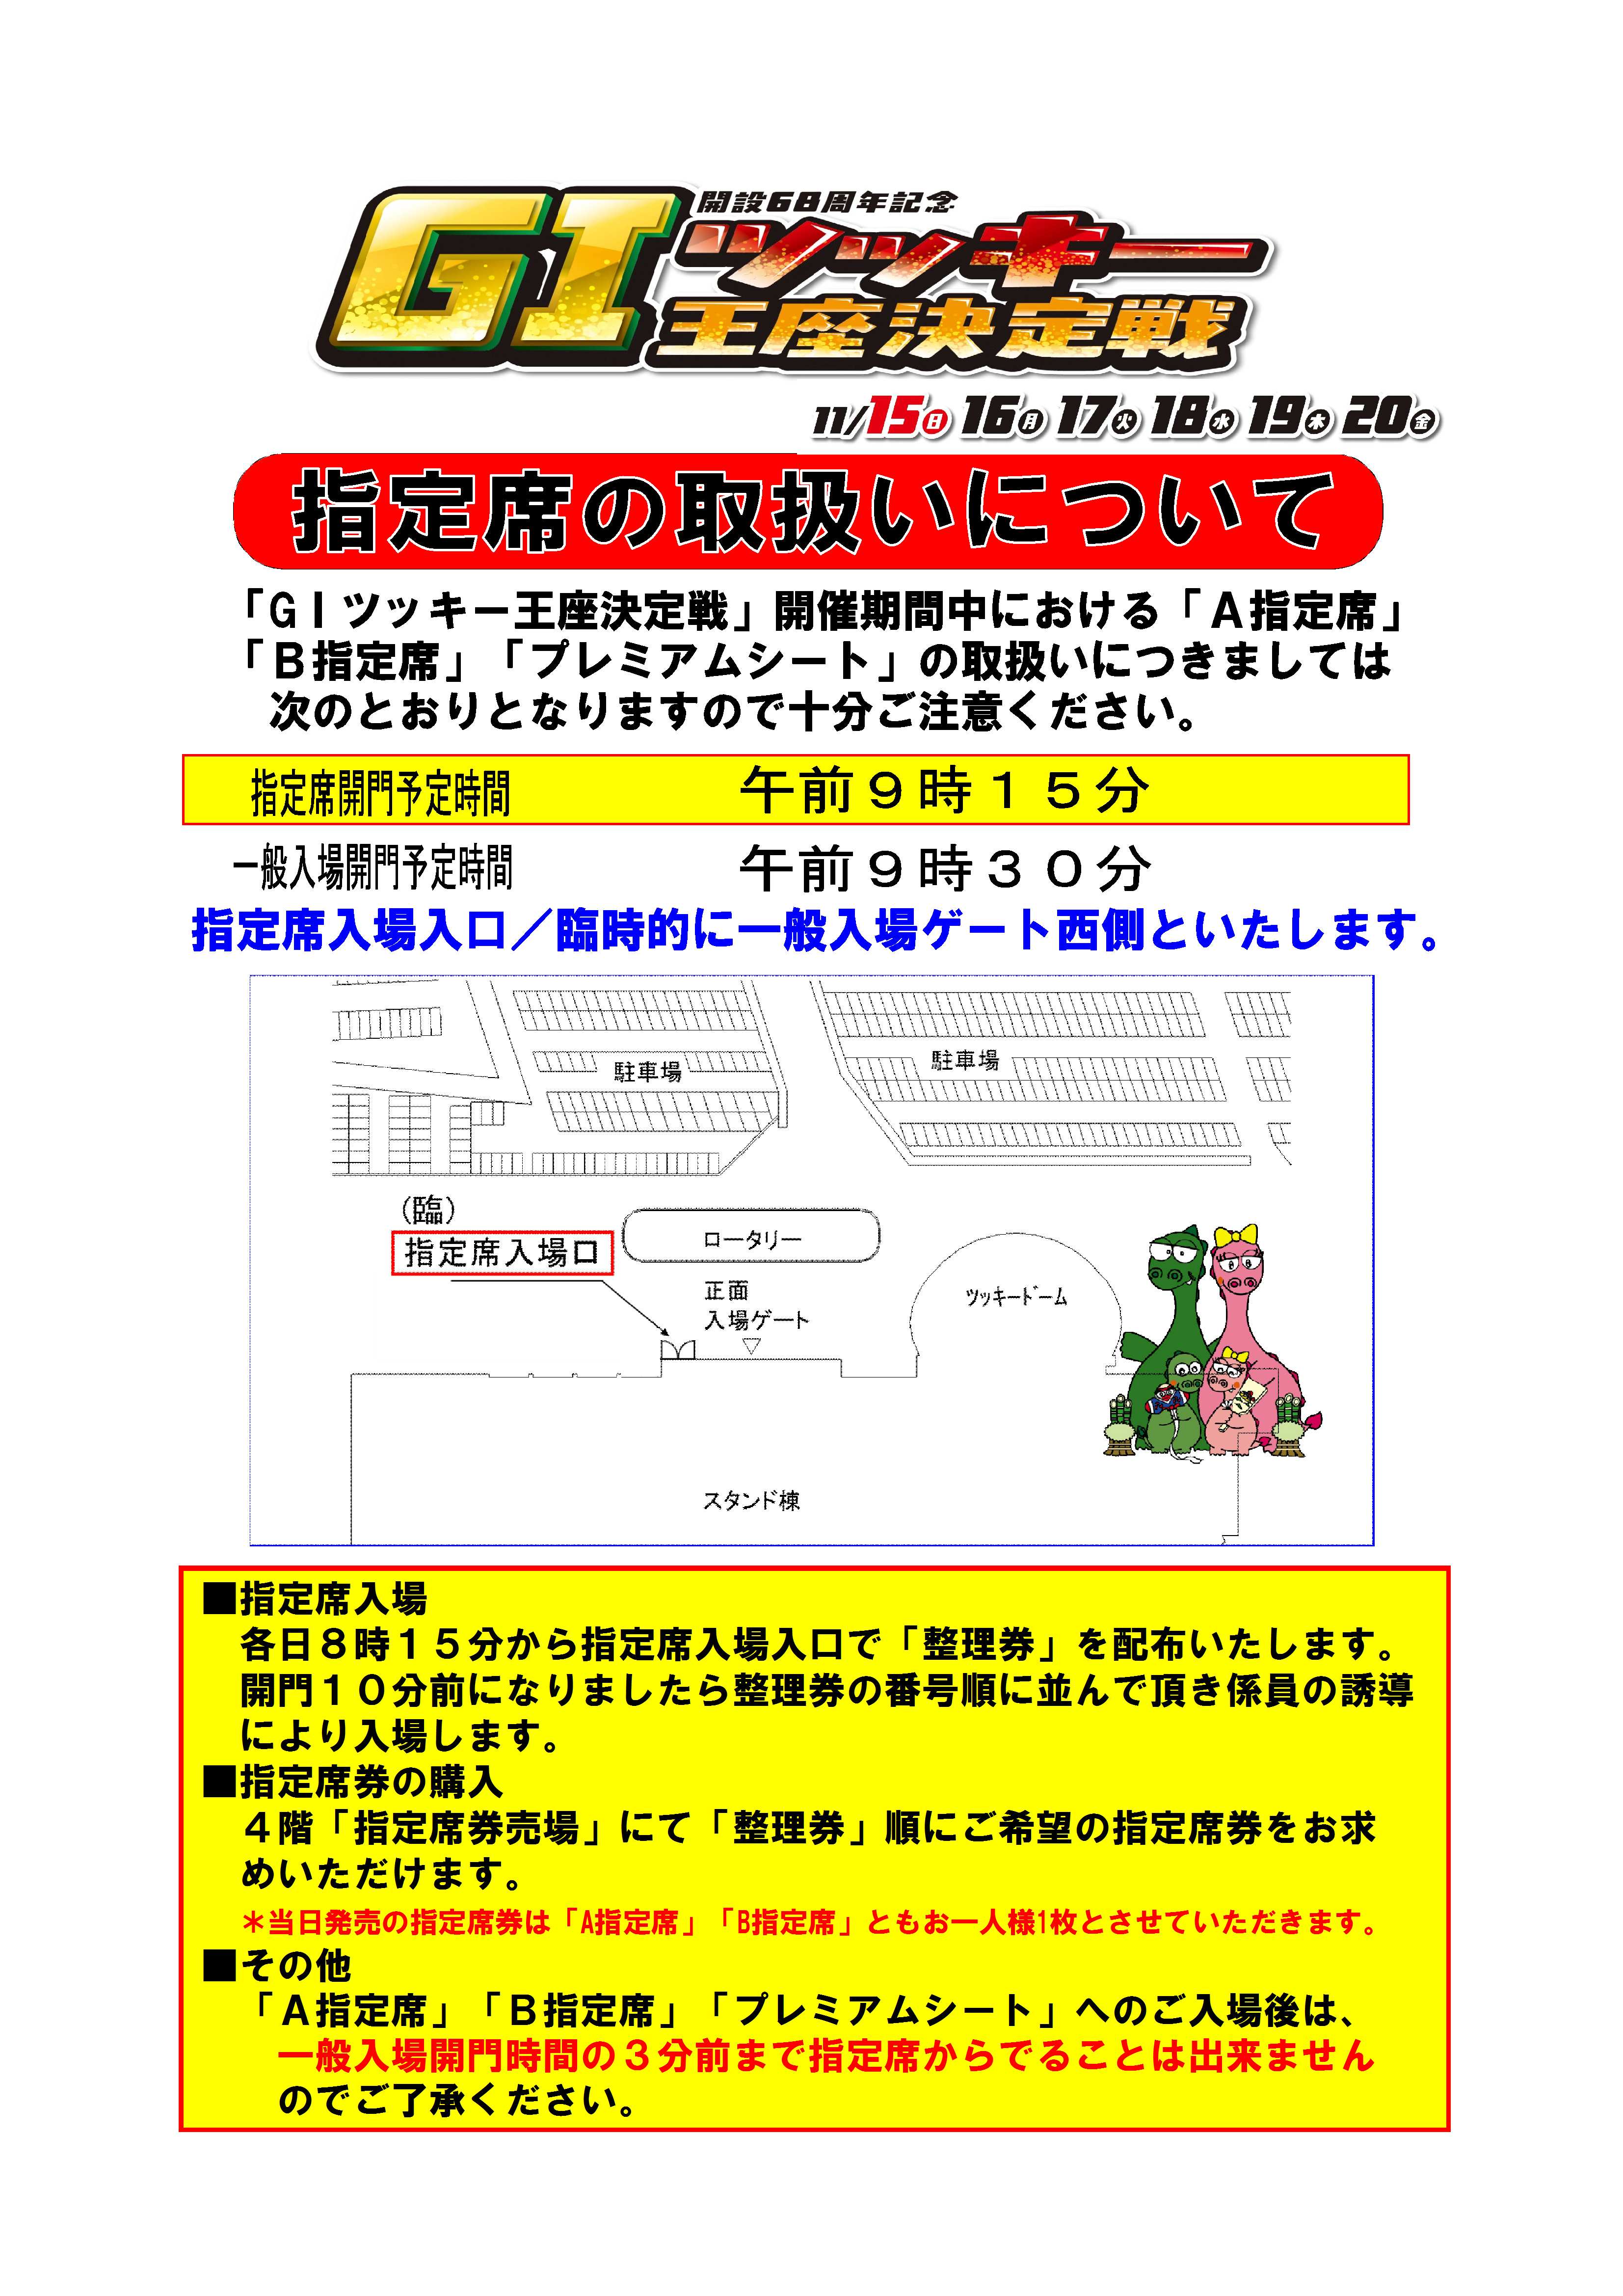 GI 開設68周年記念
ツッキー
王座決定戦
11/15日 16月 17火 18水 19木 20金
指定席の取扱いについて
「GⅠツッキー王座決定戦」開催期間中における「A指定席」
「B指定席」「プレミアムシート」の取扱いにつきましては
次のとおりとなりますので十分ご注意ください。
指定席開門予定時間 午前9時15分
一般入場開門予定時間 午前9時30分
指定席入場入口／臨時的に一般入場ゲート西側といたします。
駐車場
駐車場
(臨)
指定席入場口
ロータリー
正面
入場ゲート
ツッキードーム
スタンド棟
■指定席入場
各日8時15分から指定席入場入口で「整理券」を配布いたします。
開門10分前になりましたら整理券の番号順に並んで頂き係員の誘導
により入場します。
■指定席券の購入
4階「指定席券売場」にて「整理券」順にご希望の指定席券をお求
めいただけます。
＊当日発売の指定席券は「A指定席」「B指定席」ともお一人様1枚とさせていただきます。
■その他
「A指定席」「B指定席」「プレミアムシート」へのご入場後は、
一般入場開門時間の3分前まで指定席からでることは出来ません
のでご了承ください。